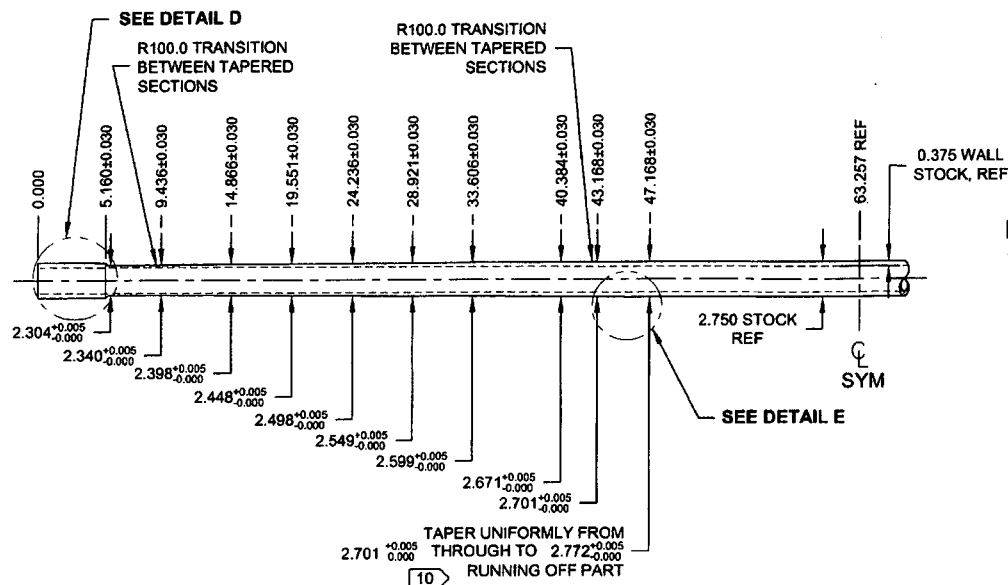 SEE DETAIL D
R100.0 TRANSITION
BETWEEN TAPERED
SECTIONS
R100.0 TRANSITION
BETWEEN TAPERED
SECTIONS
0.000
5.160±0.030
9.436±0.030
14.866±0.030
19.551±0.030
24.236±0.030
28.921±0.030
33.606±0.030
40.384±0.030
43.168±0.030
47.168±0.030
63.257 REF
0.375 WALL
STOCK, REF
2.304 +0.005 -0.000
2.340 +0.005 -0.000
2.398 +0.005 -0.000
2.448 +0.005 -0.000
2.498 +0.005 -0.000
2.549 +0.005 -0.000
2.599 +0.005 -0.000
2.671 +0.005 -0.000
2.701 +0.005 -0.000
2.750 STOCK
REF
℄
SYM
SEE DETAIL E
TAPER UNIFORMLY FROM
2.701 +0.005 0.000 THROUGH TO 2.772 +0.005 -0.000
RUNNING OFF PART
10